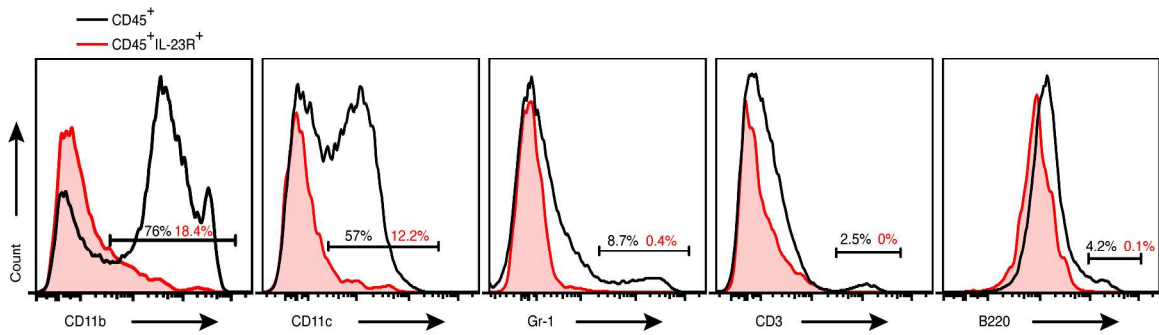 CD45+
CD45+IL-23R+
Count
76% 18.4%
57% 12.2%
8.7% 0.4%
2.5% 0%
4.2% 0.1%
CD11b
CD11c
Gr-1
CD3
B220